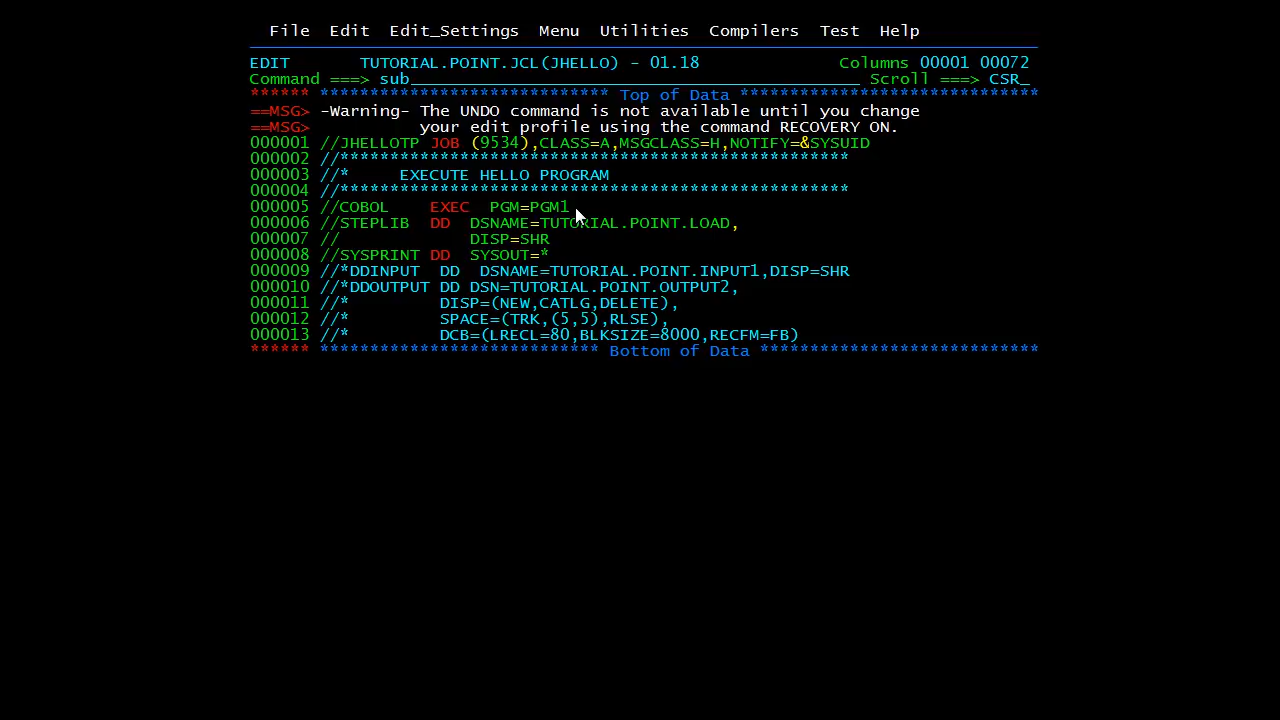 File  Edit  Edit_Settings  Menu  Utilities  Compilers  Test  Help
EDIT       TUTORIAL.POINT.JCL(JHELLO) - 01.18              Columns 00001 00072
Command ===> sub_____________________________________________ Scroll ===> CSR_
****** ***************************** Top of Data ******************************
==MSG> -Warning- The UNDO command is not available until you change
==MSG>           your edit profile using the command RECOVERY ON.
000001 //JHELLOTP JOB (9534),CLASS=A,MSGCLASS=H,NOTIFY=&SYSUID
000002 //***************************************************
000003 //*     EXECUTE HELLO PROGRAM
000004 //***************************************************
000005 //COBOL    EXEC  PGM=PGM1
000006 //STEPLIB  DD  DSNAME=TUTORIAL.POINT.LOAD,
000007 //             DISP=SHR
000008 //SYSPRINT DD  SYSOUT=*
000009 //*DDINPUT  DD  DSNAME=TUTORIAL.POINT.INPUT1,DISP=SHR
000010 //*DDOUTPUT DD DSN=TUTORIAL.POINT.OUTPUT2,
000011 //*         DISP=(NEW,CATLG,DELETE),
000012 //*         SPACE=(TRK,(5,5),RLSE),
000013 //*         DCB=(LRECL=80,BLKSIZE=8000,RECFM=FB)
****** **************************** Bottom of Data ****************************